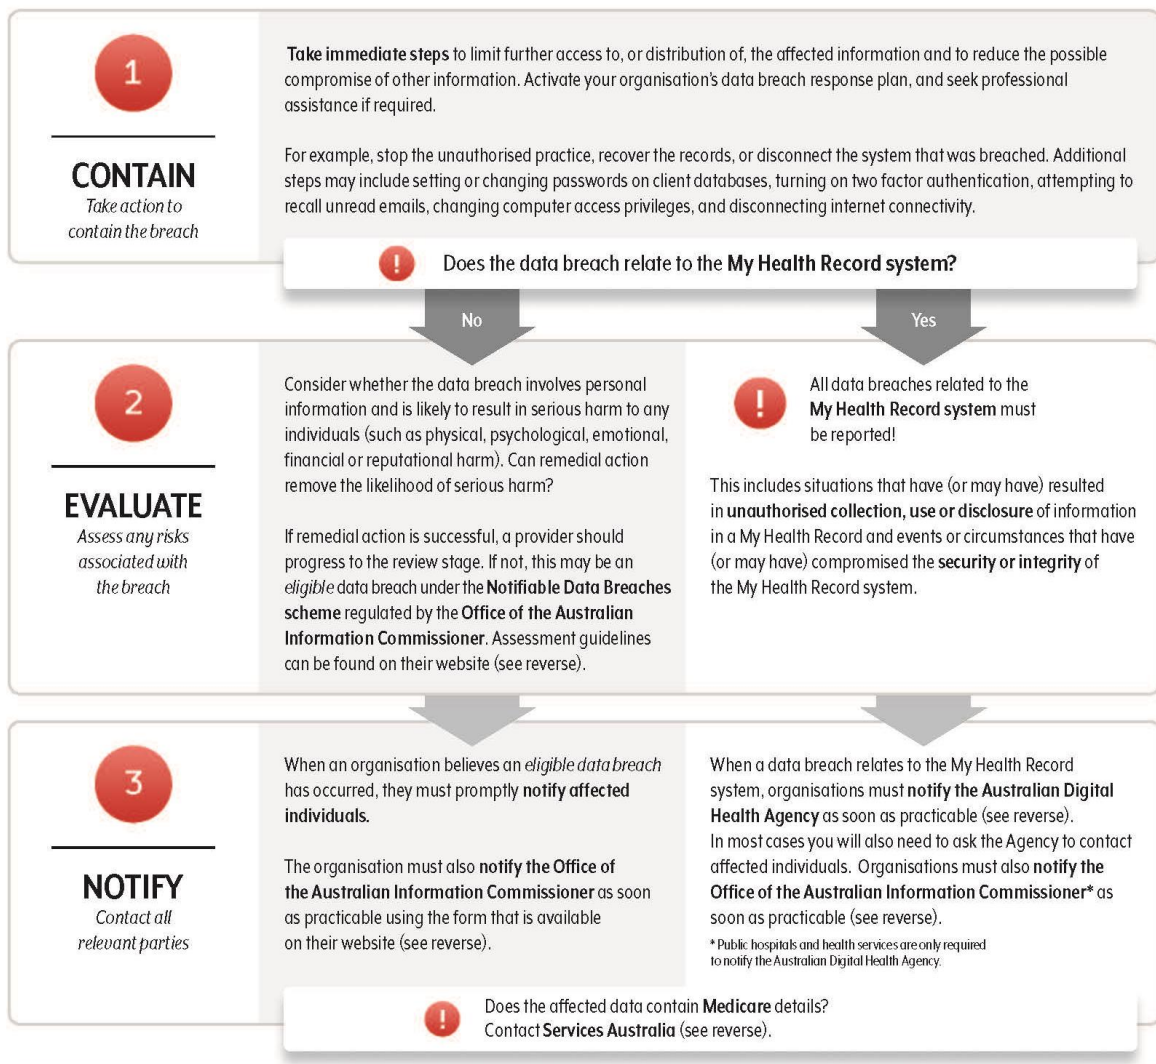 1
CONTAIN
Take action to
contain the breach
Take immediate steps to limit further access to, or distribution of, the affected information and to reduce the possible
compromise of other information. Activate your organisation's data breach response plan, and seek professional
assistance if required.
For example, stop the unauthorised practice, recover the records, or disconnect the system that was breached. Additional
steps may include setting or changing passwords on client databases, turning on two factor authentication, attempting to
recall unread emails, changing computer access privileges, and disconnecting internet connectivity.
! Does the data breach relate to the My Health Record system?
No
Yes
2
EVALUATE
Assess any risks
associated with
the breach
Consider whether the data breach involves personal
information and is likely to result in serious harm to any
individuals (such as physical, psychological, emotional,
financial or reputational harm). Can remedial action
remove the likelihood of serious harm?
If remedial action is successful, a provider should
progress to the review stage. If not, this may be an
eligible data breach under the Notifiable Data Breaches
scheme regulated by the Office of the Australian
Information Commissioner. Assessment guidelines
can be found on their website (see reverse).
!
All data breaches related to the
My Health Record system must
be reported!
This includes situations that have (or may have) resulted
in unauthorised collection, use or disclosure of information
in a My Health Record and events or circumstances that have
(or may have) compromised the security or integrity of
the My Health Record system.
3
NOTIFY
Contact all
relevant parties
When an organisation believes an eligible data breach
has occurred, they must promptly notify affected
individuals.
The organisation must also notify the Office of
the Australian Information Commissioner as soon
as practicable using the form that is available
on their website (see reverse).
When a data breach relates to the My Health Record
system, organisations must notify the Australian Digital
Health Agency as soon as practicable (see reverse).
In most cases you will also need to ask the Agency to contact
affected individuals. Organisations must also notify the
Office of the Australian Information Commissioner* as
soon as practicable (see reverse).
* Public hospitals and health services are only required
to notify the Australian Digital Health Agency.
!
Does the affected data contain Medicare details?
Contact Services Australia (see reverse).